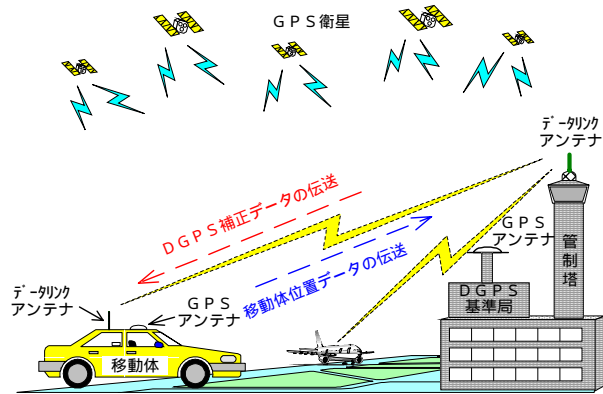 GPS衛星
ﾃﾞｰﾀﾘﾝｸ
アンテナ
DGPS補正データの伝送
移動体位置データの伝送
GPS
アンテナ
管制塔
DGPS
基準局
ﾃﾞｰﾀﾘﾝｸ
アンテナ
GPS
アンテナ
移動体